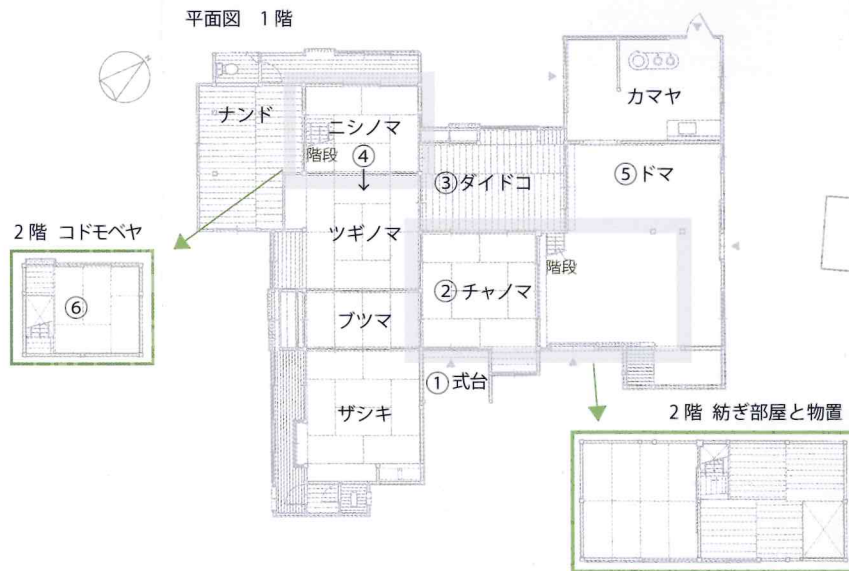 平面図 1階
N
カマヤ
ナンド
ニシノマ
階段
④
③ダイドコ
⑤ドマ
2階 コドモベヤ
ツギノマ
階段
⑥
②チャノマ
ブツマ
①式台
ザシキ
2階 紡ぎ部屋と物置